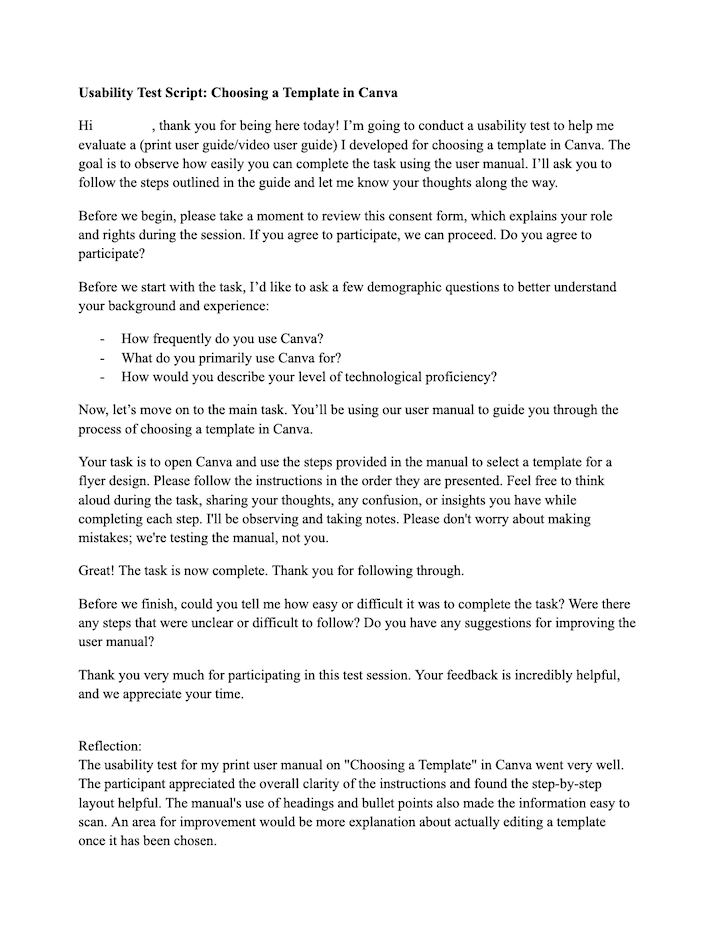 Usability Test Script: Choosing a Template in Canva
Hi , thank you for being here today! I’m going to conduct a usability test to help me
evaluate a (print user guide/video user guide) I developed for choosing a template in Canva. The
goal is to observe how easily you can complete the task using the user manual. I’ll ask you to
follow the steps outlined in the guide and let me know your thoughts along the way.
Before we begin, please take a moment to review this consent form, which explains your role
and rights during the session. If you agree to participate, we can proceed. Do you agree to
participate?
Before we start with the task, I’d like to ask a few demographic questions to better understand
your background and experience:
- How frequently do you use Canva?
- What do you primarily use Canva for?
- How would you describe your level of technological proficiency?
Now, let’s move on to the main task. You’ll be using our user manual to guide you through the
process of choosing a template in Canva.
Your task is to open Canva and use the steps provided in the manual to select a template for a
flyer design. Please follow the instructions in the order they are presented. Feel free to think
aloud during the task, sharing your thoughts, any confusion, or insights you have while
completing each step. I'll be observing and taking notes. Please don't worry about making
mistakes; we're testing the manual, not you.
Great! The task is now complete. Thank you for following through.
Before we finish, could you tell me how easy or difficult it was to complete the task? Were there
any steps that were unclear or difficult to follow? Do you have any suggestions for improving the
user manual?
Thank you very much for participating in this test session. Your feedback is incredibly helpful,
and we appreciate your time.
Reflection:
The usability test for my print user manual on "Choosing a Template" in Canva went very well.
The participant appreciated the overall clarity of the instructions and found the step-by-step
layout helpful. The manual's use of headings and bullet points also made the information easy to
scan. An area for improvement would be more explanation about actually editing a template
once it has been chosen.